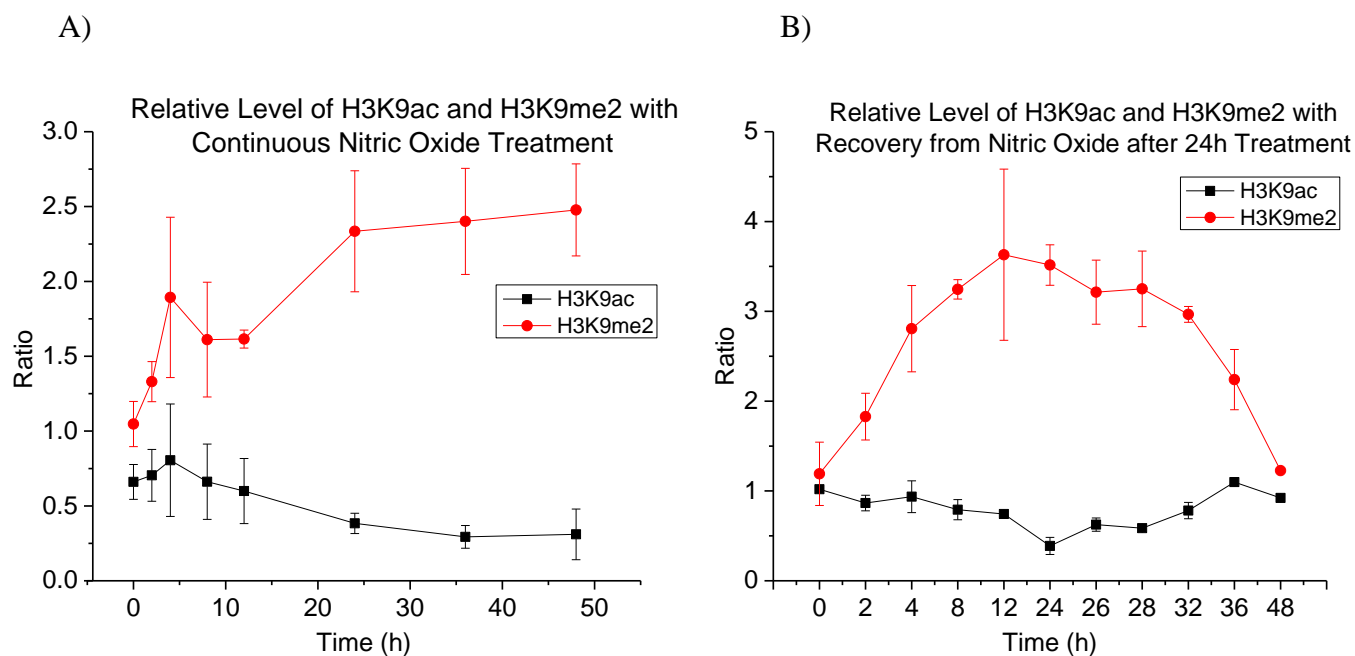 A)
Relative Level of H3K9ac and H3K9me2 with
Continuous Nitric Oxide Treatment
3.0
2.5
2.0
1.5
1.0
0.5
0.0
Ratio
H3K9ac
H3K9me2
0 10 20 30 40 50
Time (h)
B)
Relative Level of H3K9ac and H3K9me2 with
Recovery from Nitric Oxide after 24h Treatment
5
4
3
2
1
0
Ratio
H3K9ac
H3K9me2
0 2 4 8 12 24 26 28 32 36 48
Time (h)